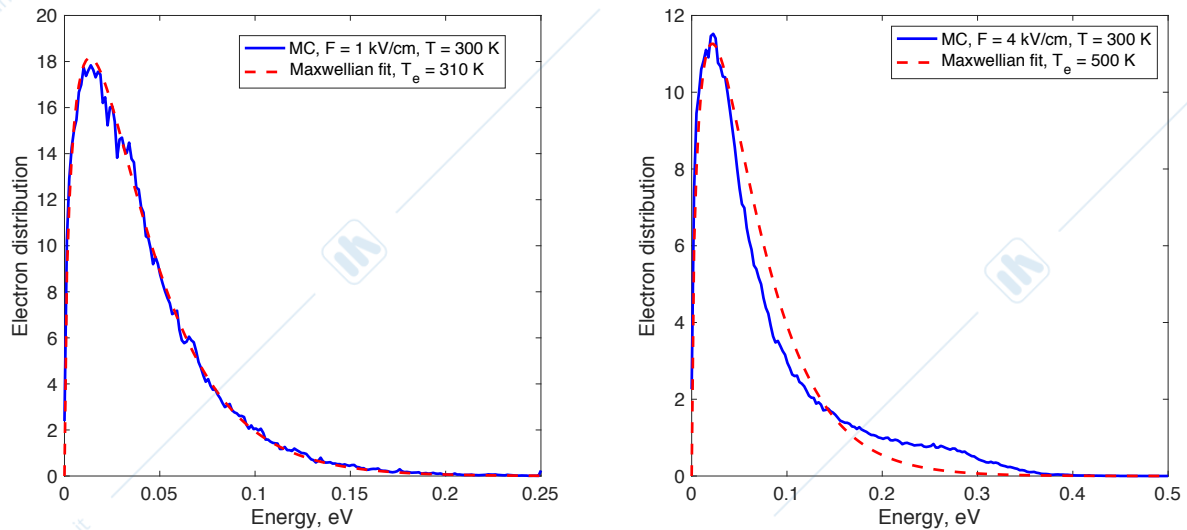 MC, F = 1 kV/cm, T = 300 K
Maxwellian fit, T_e = 310 K
Electron distribution
20
18
16
14
12
10
8
6
4
2
0
0 0.05 0.1 0.15 0.2 0.25
Energy, eV
MC, F = 4 kV/cm, T = 300 K
Maxwellian fit, T_e = 500 K
Electron distribution
12
10
8
6
4
2
0
0 0.1 0.2 0.3 0.4 0.5
Energy, eV